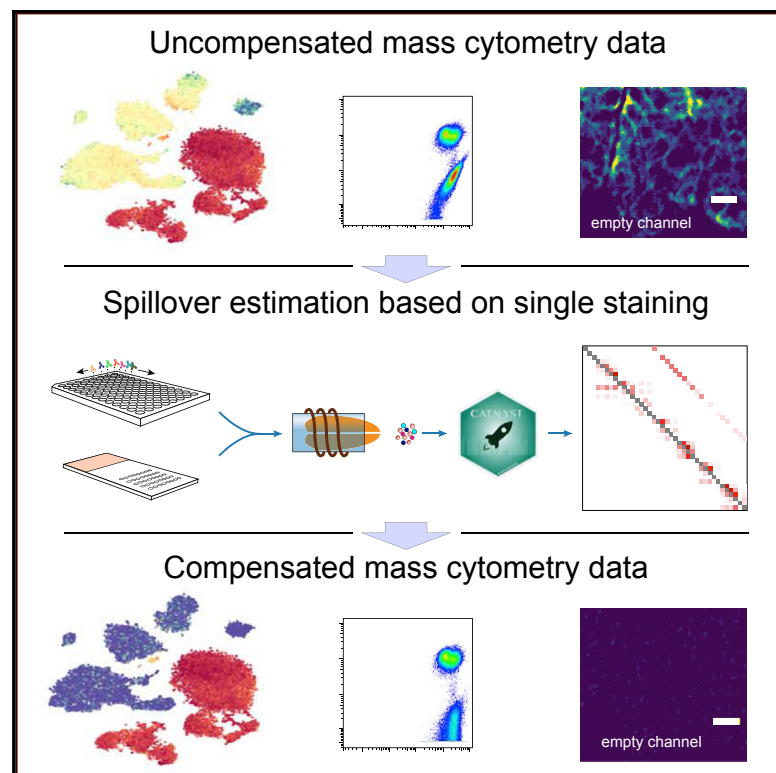 Uncompensated mass cytometry data
empty channel
Spillover estimation based on single staining
CATALYST
Compensated mass cytometry data
empty channel